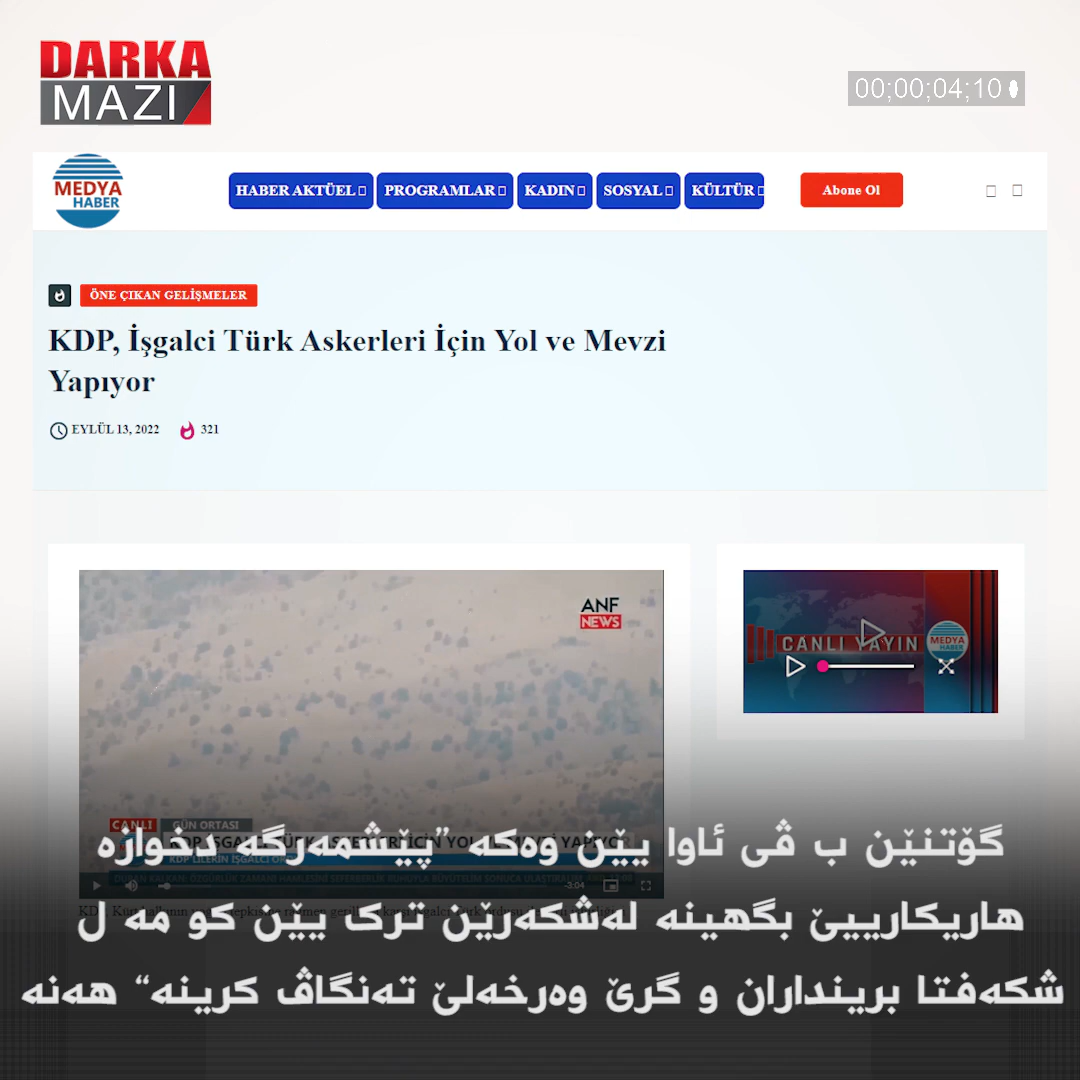 DARKA
MAZI
00;00;04;10
MEDYA
HABER
HABER AKTÜEL
PROGRAMLAR
KADIN
SOSYAL
KÜLTÜR
Abone Ol
ÖNE ÇIKAN GELİŞMELER
KDP, İşgalci Türk Askerleri İçin Yol ve Mevzi
Yapıyor
EYLÜL 13, 2022
321
ANF
NEWS
CANLI YAYIN
MEDYA
HABER
CANLI
GÜN ORTASI
-3:04
گۆتنێن ب ڤی ئاوا یێن وەکە ”پێشمەرگە دخوازە
هاریکارییێ بگهینە لەشکەرێن ترک یێن کو مە ل
شکەفتا برینداران و گرێ وەرخەلێ تەنگاڤ کرینە“ هەنە